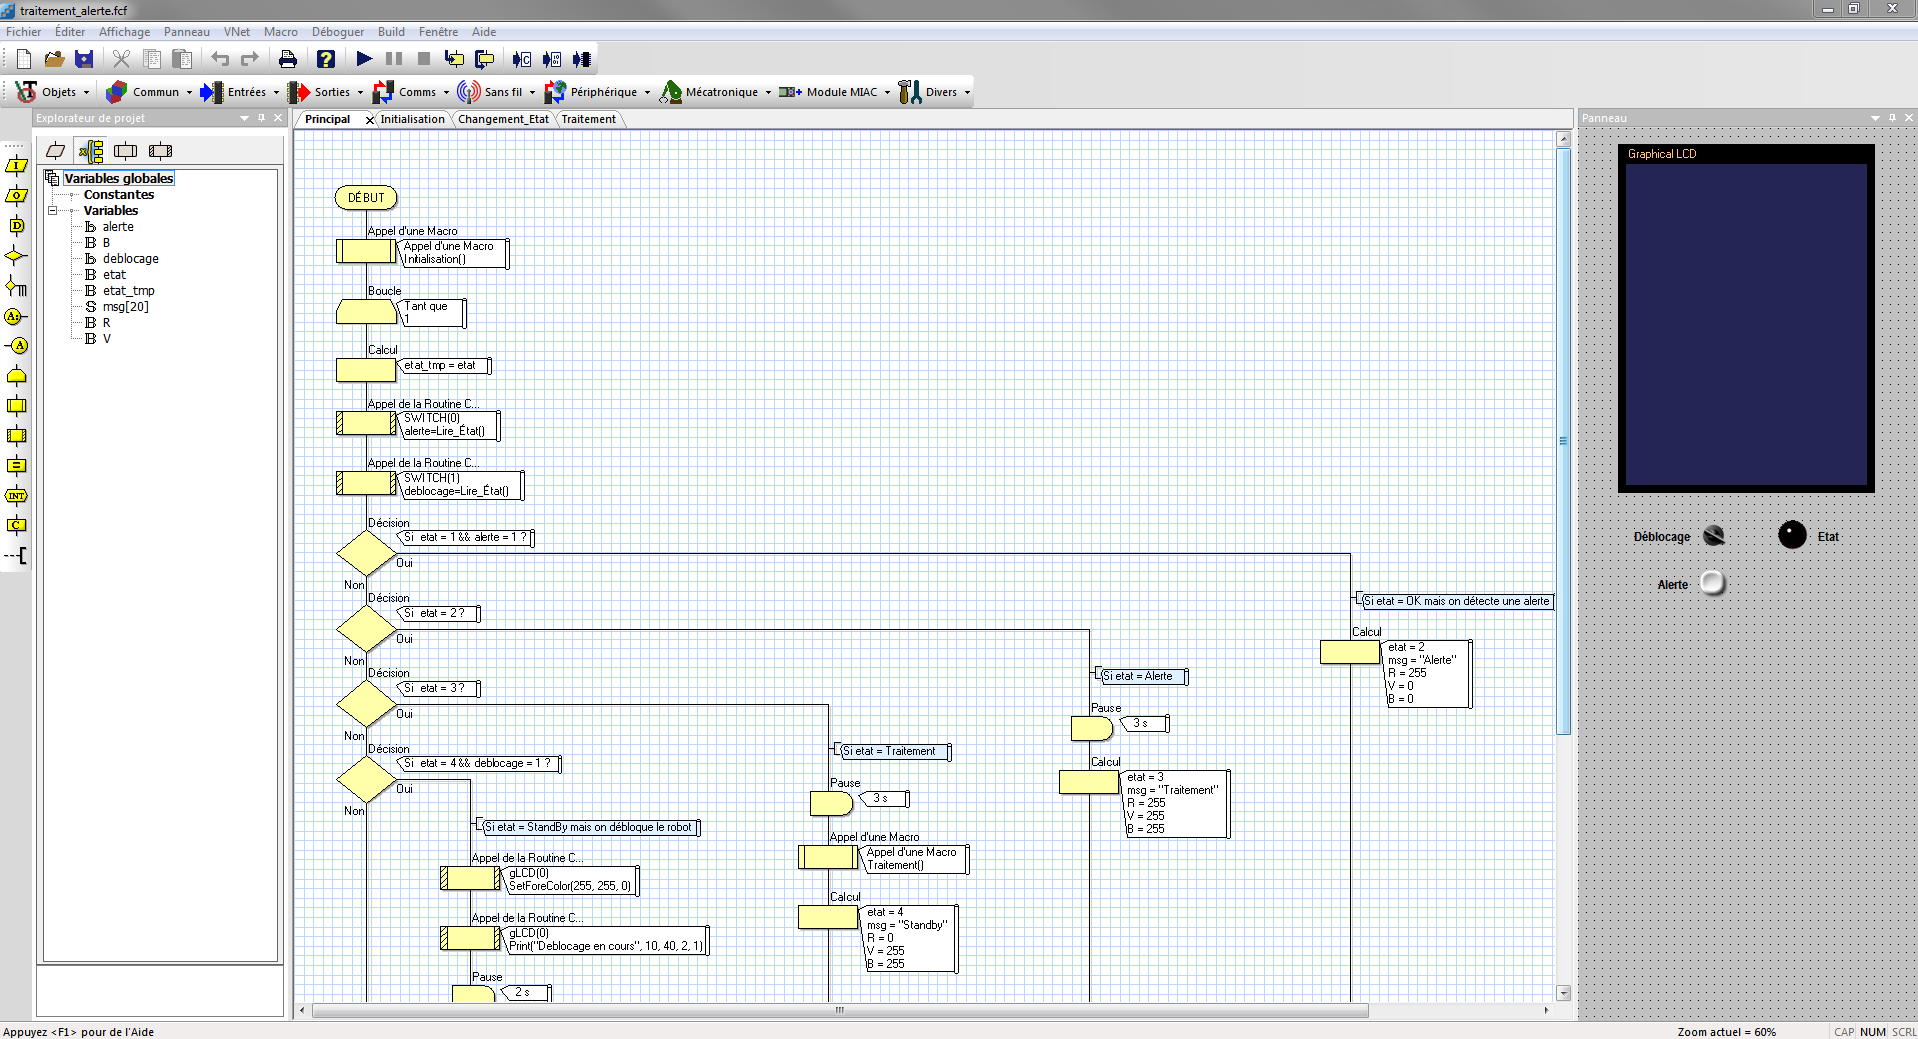 traitement_alerte.fcf
Fichier Éditer Affichage Panneau VNet Macro Déboguer Build Fenêtre Aide
Objets Commun Entrées Sorties Comms Sans fil Périphérique Mécatronique Module MIAC Divers
Explorateur de projet
Principal Initialisation Changement_Etat Traitement
Panneau
Variables globales
Constantes
Variables
alerte
B
deblocage
etat
etat_tmp
msg[20]
R
V
DÉBUT
Appel d'une Macro
Appel d'une Macro
Initialisation()
Boucle
Tant que
1
Calcul
etat_tmp = etat
Appel de la Routine C...
SWITCH(0)
alerte=Lire_État()
Appel de la Routine C...
SWITCH(1)
deblocage=Lire_État()
Décision
Si etat = 1 && alerte = 1 ?
Oui
Non
Décision
Si etat = 2 ?
Oui
Non
Décision
Si etat = 3 ?
Oui
Non
Décision
Si etat = 4 && deblocage = 1 ?
Oui
Non
Si etat = StandBy mais on débloque le robot
Appel de la Routine C...
gLCD(0)
SetForeColor(255, 255, 0)
Appel de la Routine C...
gLCD(0)
Print("Deblocage en cours", 10, 40, 2, 1)
Pause
2 s
Si etat = Traitement
Pause
3 s
Appel d'une Macro
Appel d'une Macro
Traitement()
Calcul
etat = 4
msg = "Standby"
R = 0
V = 255
B = 255
Si etat = Alerte
Pause
3 s
Calcul
etat = 3
msg = "Traitement"
R = 255
V = 255
B = 255
Si etat = OK mais on détecte une alerte
Calcul
etat = 2
msg = "Alerte"
R = 255
V = 0
B = 0
Graphical LCD
Déblocage
Etat
Alerte
Appuyez <F1> pour de l'Aide
Zoom actuel = 60%
CAP NUM SCRL